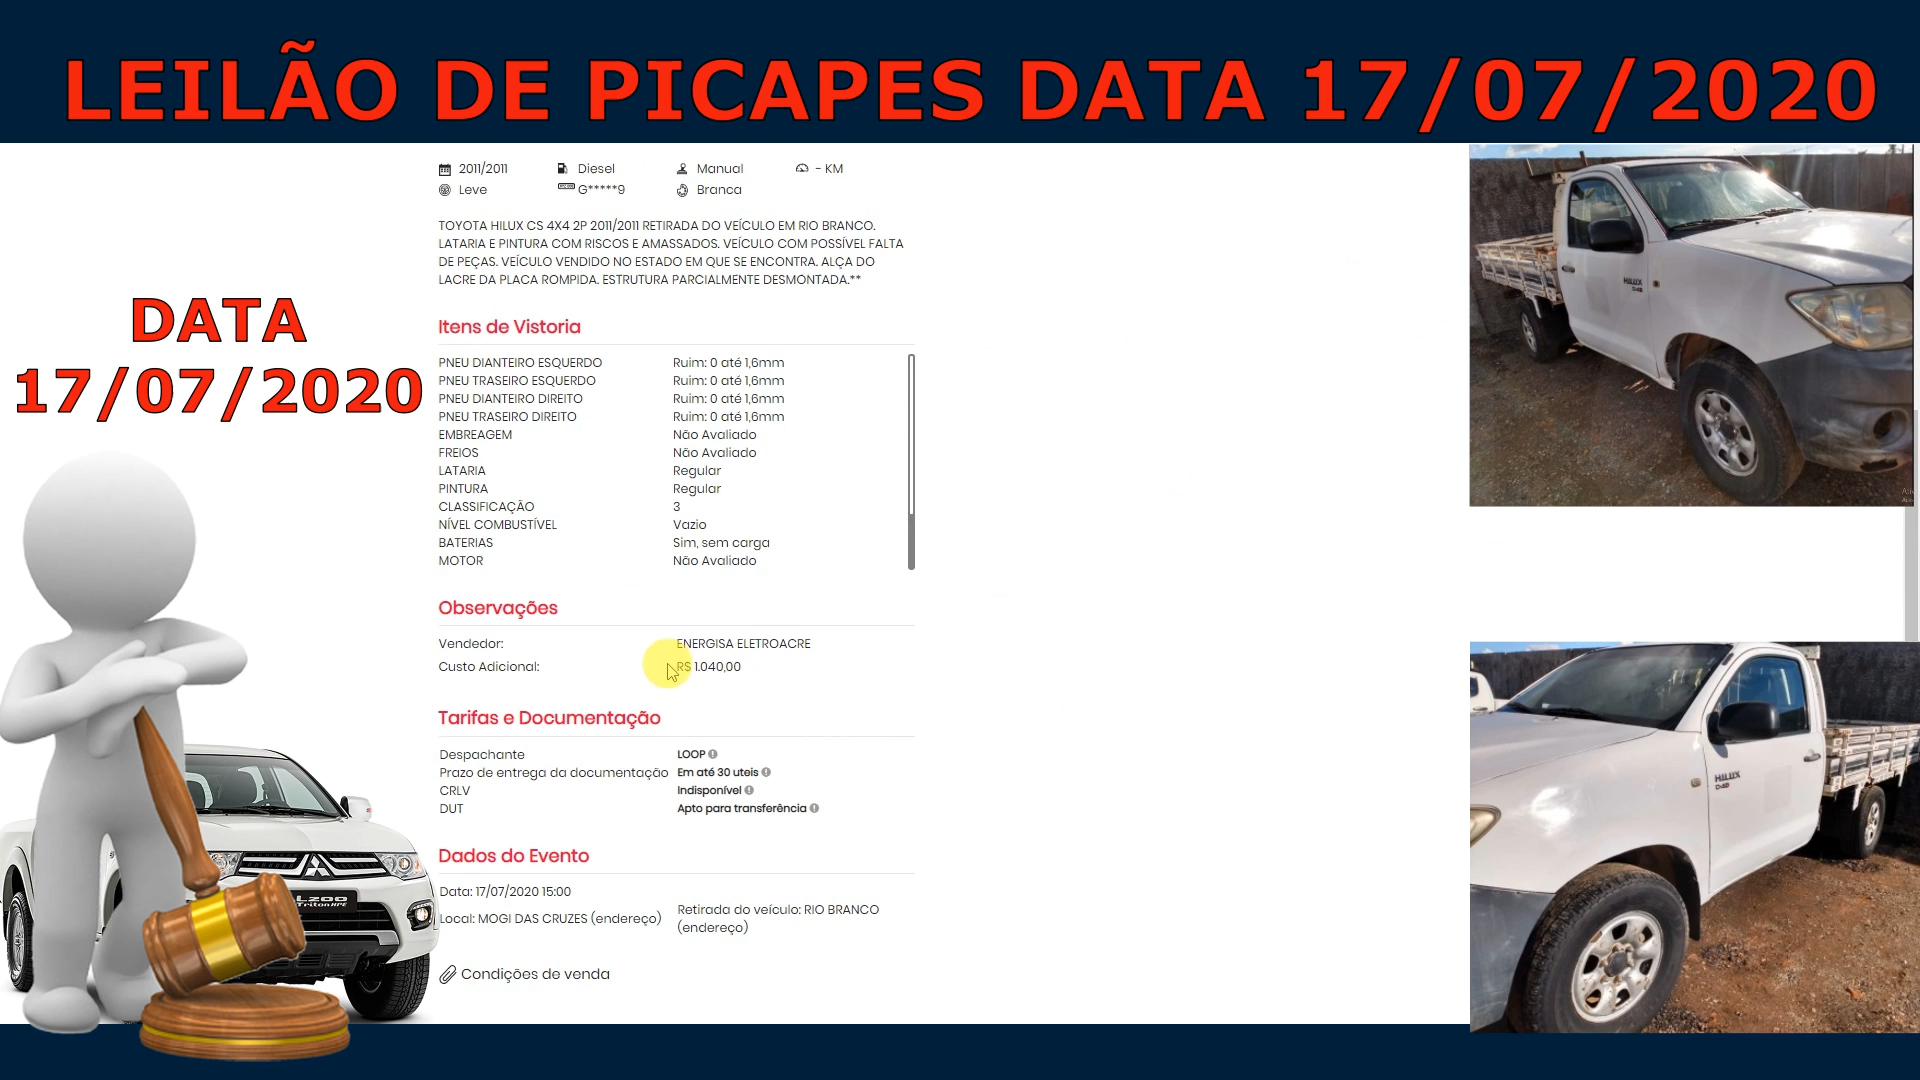 LEILÃO DE PICAPES DATA 17/07/2020
DATA
17/07/2020
2011/2011 Diesel Manual - KM
Leve G*****9 Branca
TOYOTA HILUX CS 4X4 2P 2011/2011 RETIRADA DO VEÍCULO EM RIO BRANCO.
LATARIA E PINTURA COM RISCOS E AMASSADOS. VEÍCULO COM POSSÍVEL FALTA
DE PEÇAS. VEÍCULO VENDIDO NO ESTADO EM QUE SE ENCONTRA. ALÇA DO
LACRE DA PLACA ROMPIDA. ESTRUTURA PARCIALMENTE DESMONTADA.**
Itens de Vistoria
PNEU DIANTEIRO ESQUERDO Ruim: 0 até 1,6mm
PNEU TRASEIRO ESQUERDO Ruim: 0 até 1,6mm
PNEU DIANTEIRO DIREITO Ruim: 0 até 1,6mm
PNEU TRASEIRO DIREITO Ruim: 0 até 1,6mm
EMBREAGEM Não Avaliado
FREIOS Não Avaliado
LATARIA Regular
PINTURA Regular
CLASSIFICAÇÃO 3
NÍVEL COMBUSTÍVEL Vazio
BATERIAS Sim, sem carga
MOTOR Não Avaliado
Observações
Vendedor: ENERGISA ELETROACRE
Custo Adicional: R$ 1.040,00
Tarifas e Documentação
Despachante LOOP
Prazo de entrega da documentação Em até 30 uteis
CRLV Indisponível
DUT Apto para transferência
Dados do Evento
Data: 17/07/2020 15:00
Local: MOGI DAS CRUZES (endereço)
Retirada do veículo: RIO BRANCO
(endereço)
Condições de venda
L200
Triton HPE
HILUX
HILUX